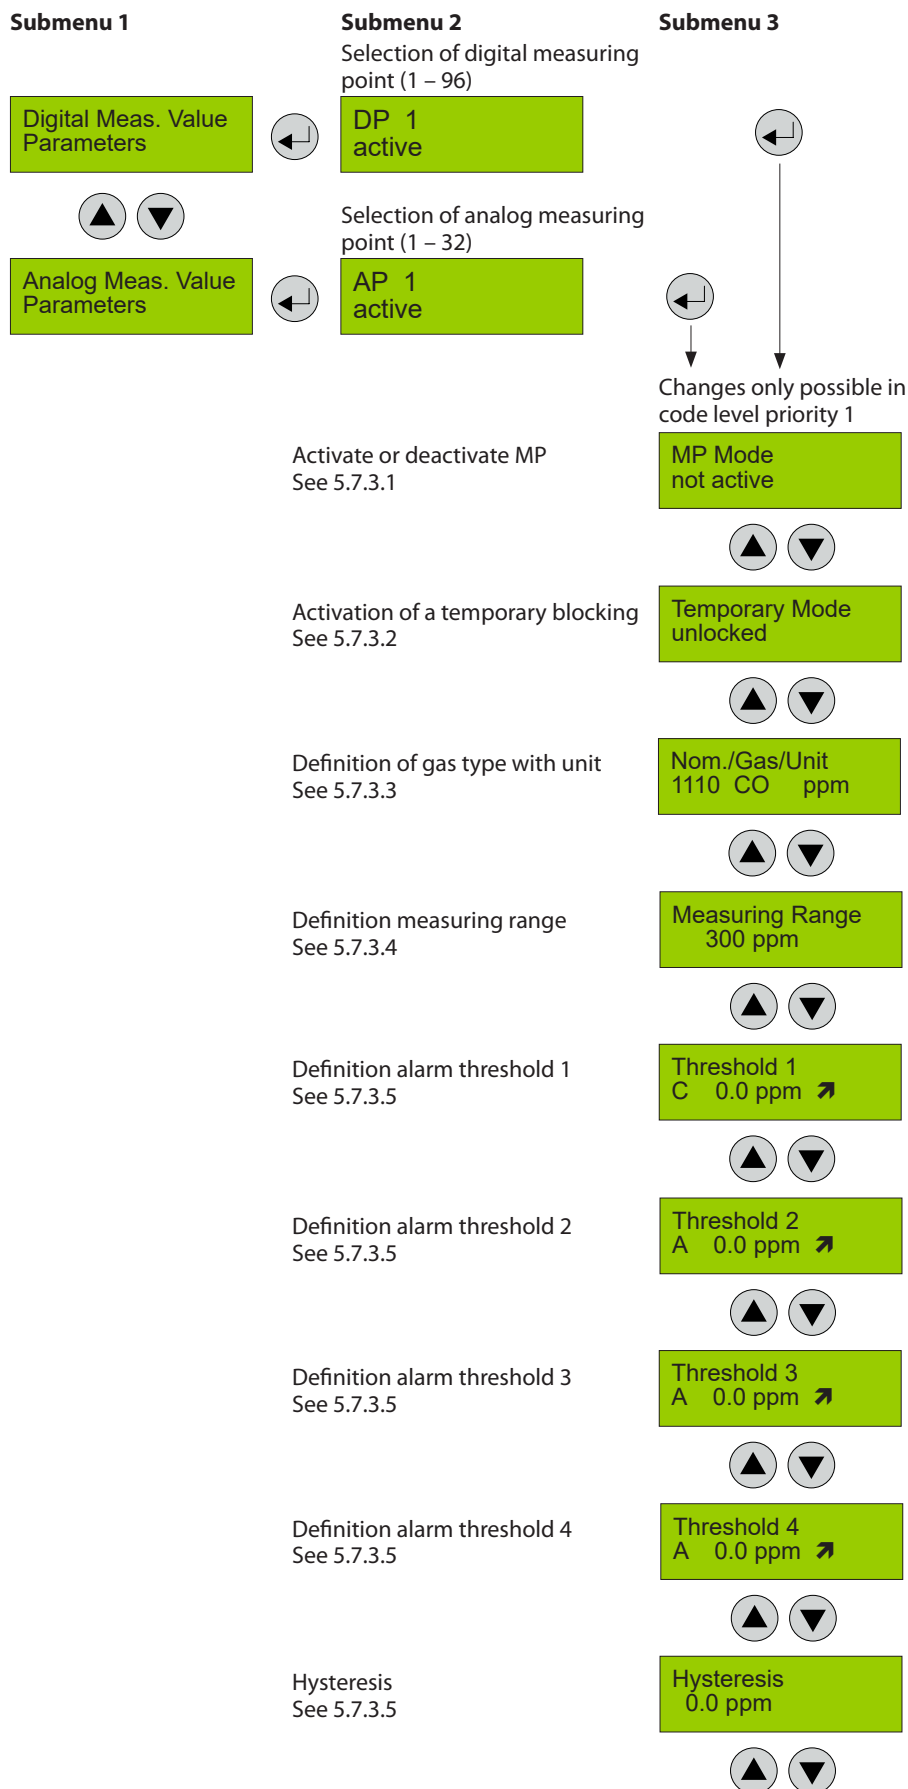 Submenu 1
Submenu 2
Submenu 3
Selection of digital measuring
point (1 – 96)
Digital Meas. Value
Parameters
DP 1
active
Selection of analog measuring
point (1 – 32)
Analog Meas. Value
Parameters
AP 1
active
Changes only possible in
code level priority 1
Activate or deactivate MP
See 5.7.3.1
MP Mode
not active
Activation of a temporary blocking
See 5.7.3.2
Temporary Mode
unlocked
Definition of gas type with unit
See 5.7.3.3
Nom./Gas/Unit
1110 CO ppm
Definition measuring range
See 5.7.3.4
Measuring Range
300 ppm
Definition alarm threshold 1
See 5.7.3.5
Threshold 1
C 0.0 ppm ↗
Definition alarm threshold 2
See 5.7.3.5
Threshold 2
A 0.0 ppm ↗
Definition alarm threshold 3
See 5.7.3.5
Threshold 3
A 0.0 ppm ↗
Definition alarm threshold 4
See 5.7.3.5
Threshold 4
A 0.0 ppm ↗
Hysteresis
See 5.7.3.5
Hysteresis
0.0 ppm